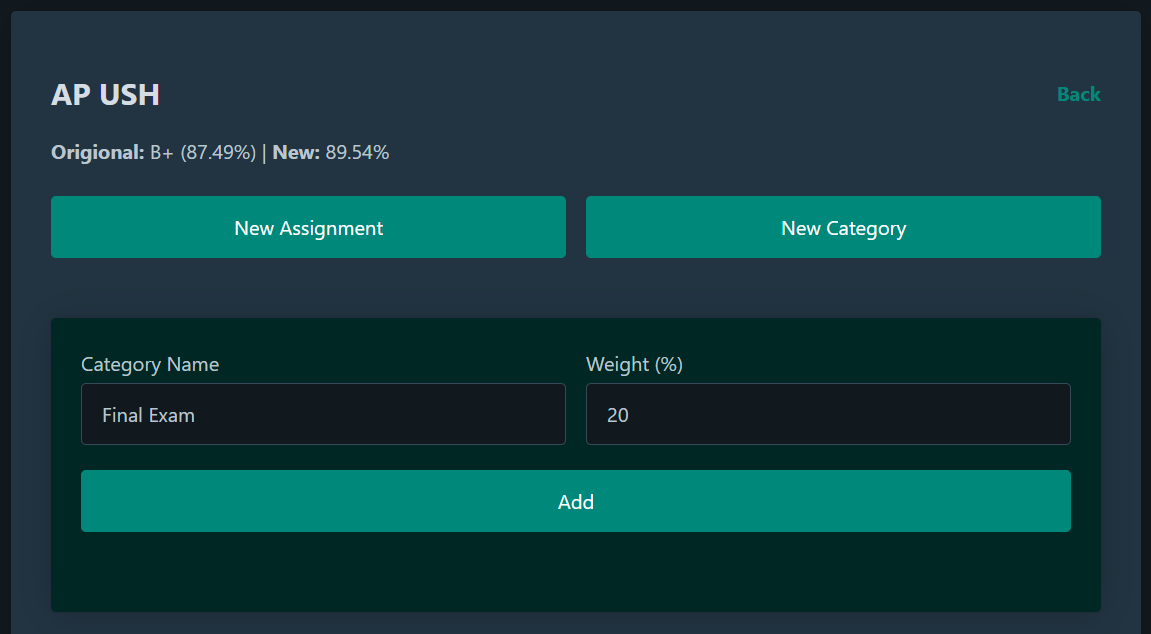 AP USH
Back
Origional: B+ (87.49%) | New: 89.54%
New Assignment
New Category
Category Name
Weight (%)
Final Exam
20
Add